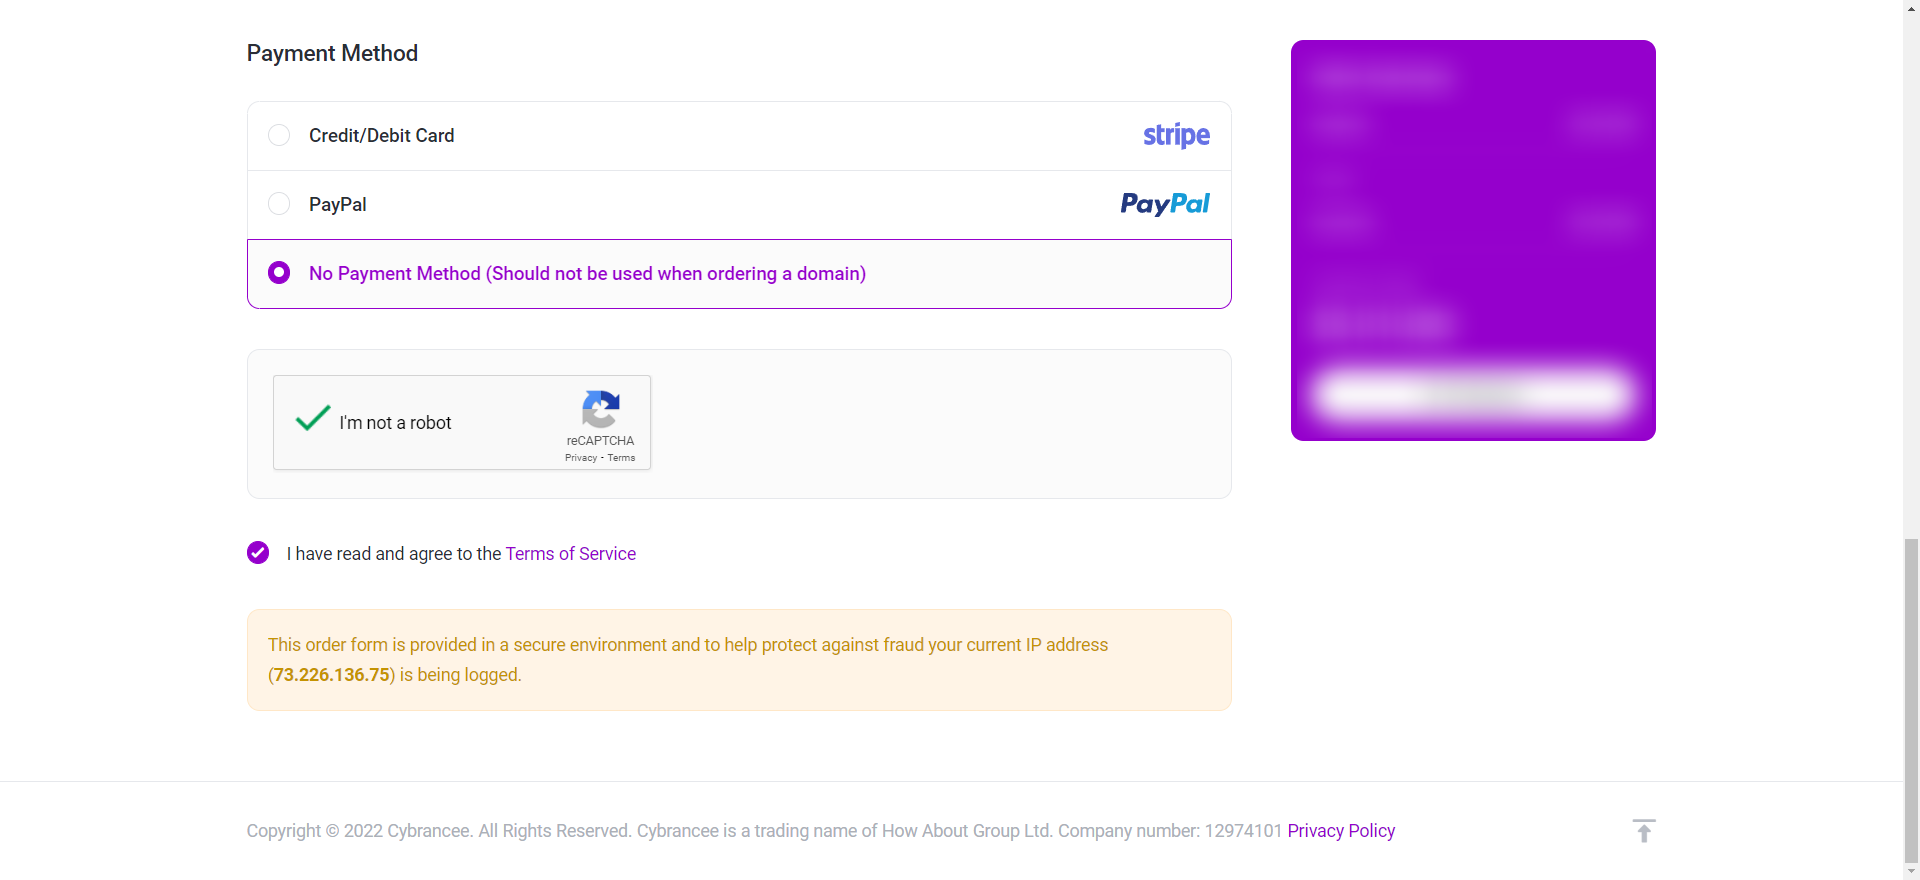 Payment Method
Credit/Debit Card
stripe
PayPal
PayPal
No Payment Method (Should not be used when ordering a domain)
I'm not a robot
reCAPTCHA
Privacy - Terms
I have read and agree to the Terms of Service
This order form is provided in a secure environment and to help protect against fraud your current IP address
(73.226.136.75) is being logged.
Copyright © 2022 Cybrancee. All Rights Reserved. Cybrancee is a trading name of How About Group Ltd. Company number: 12974101 Privacy Policy